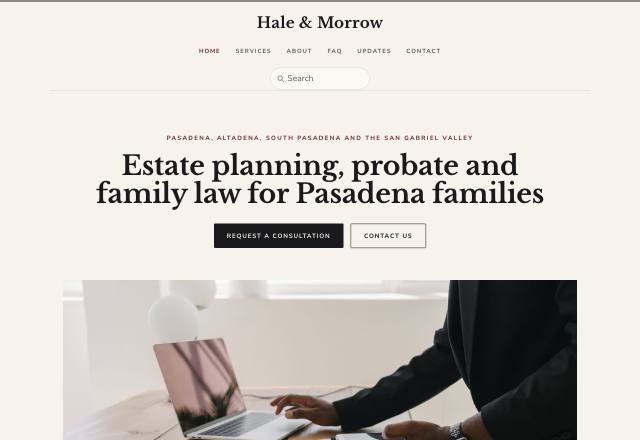 Hale & Morrow
HOME SERVICES ABOUT FAQ UPDATES CONTACT
Search
PASADENA, ALTADENA, SOUTH PASADENA AND THE SAN GABRIEL VALLEY
Estate planning, probate and
family law for Pasadena families
REQUEST A CONSULTATION CONTACT US